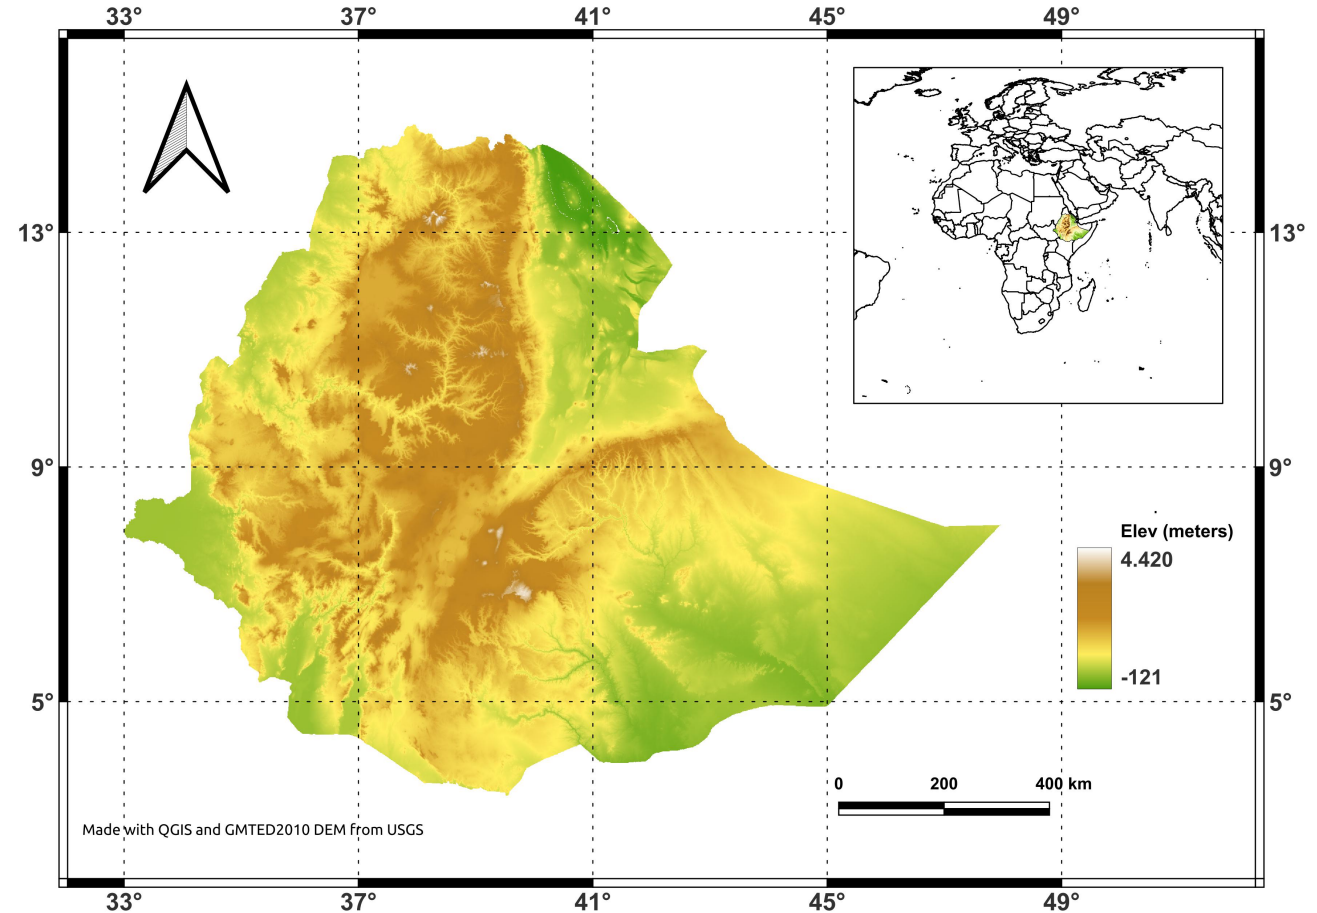 33° 37° 41° 45° 49°
13° 13°
9° 9°
Elev (meters)
4.420
-121
5° 5°
0 200 400 km
Made with QGIS and GMTED2010 DEM from USGS
33° 37° 41° 45° 49°